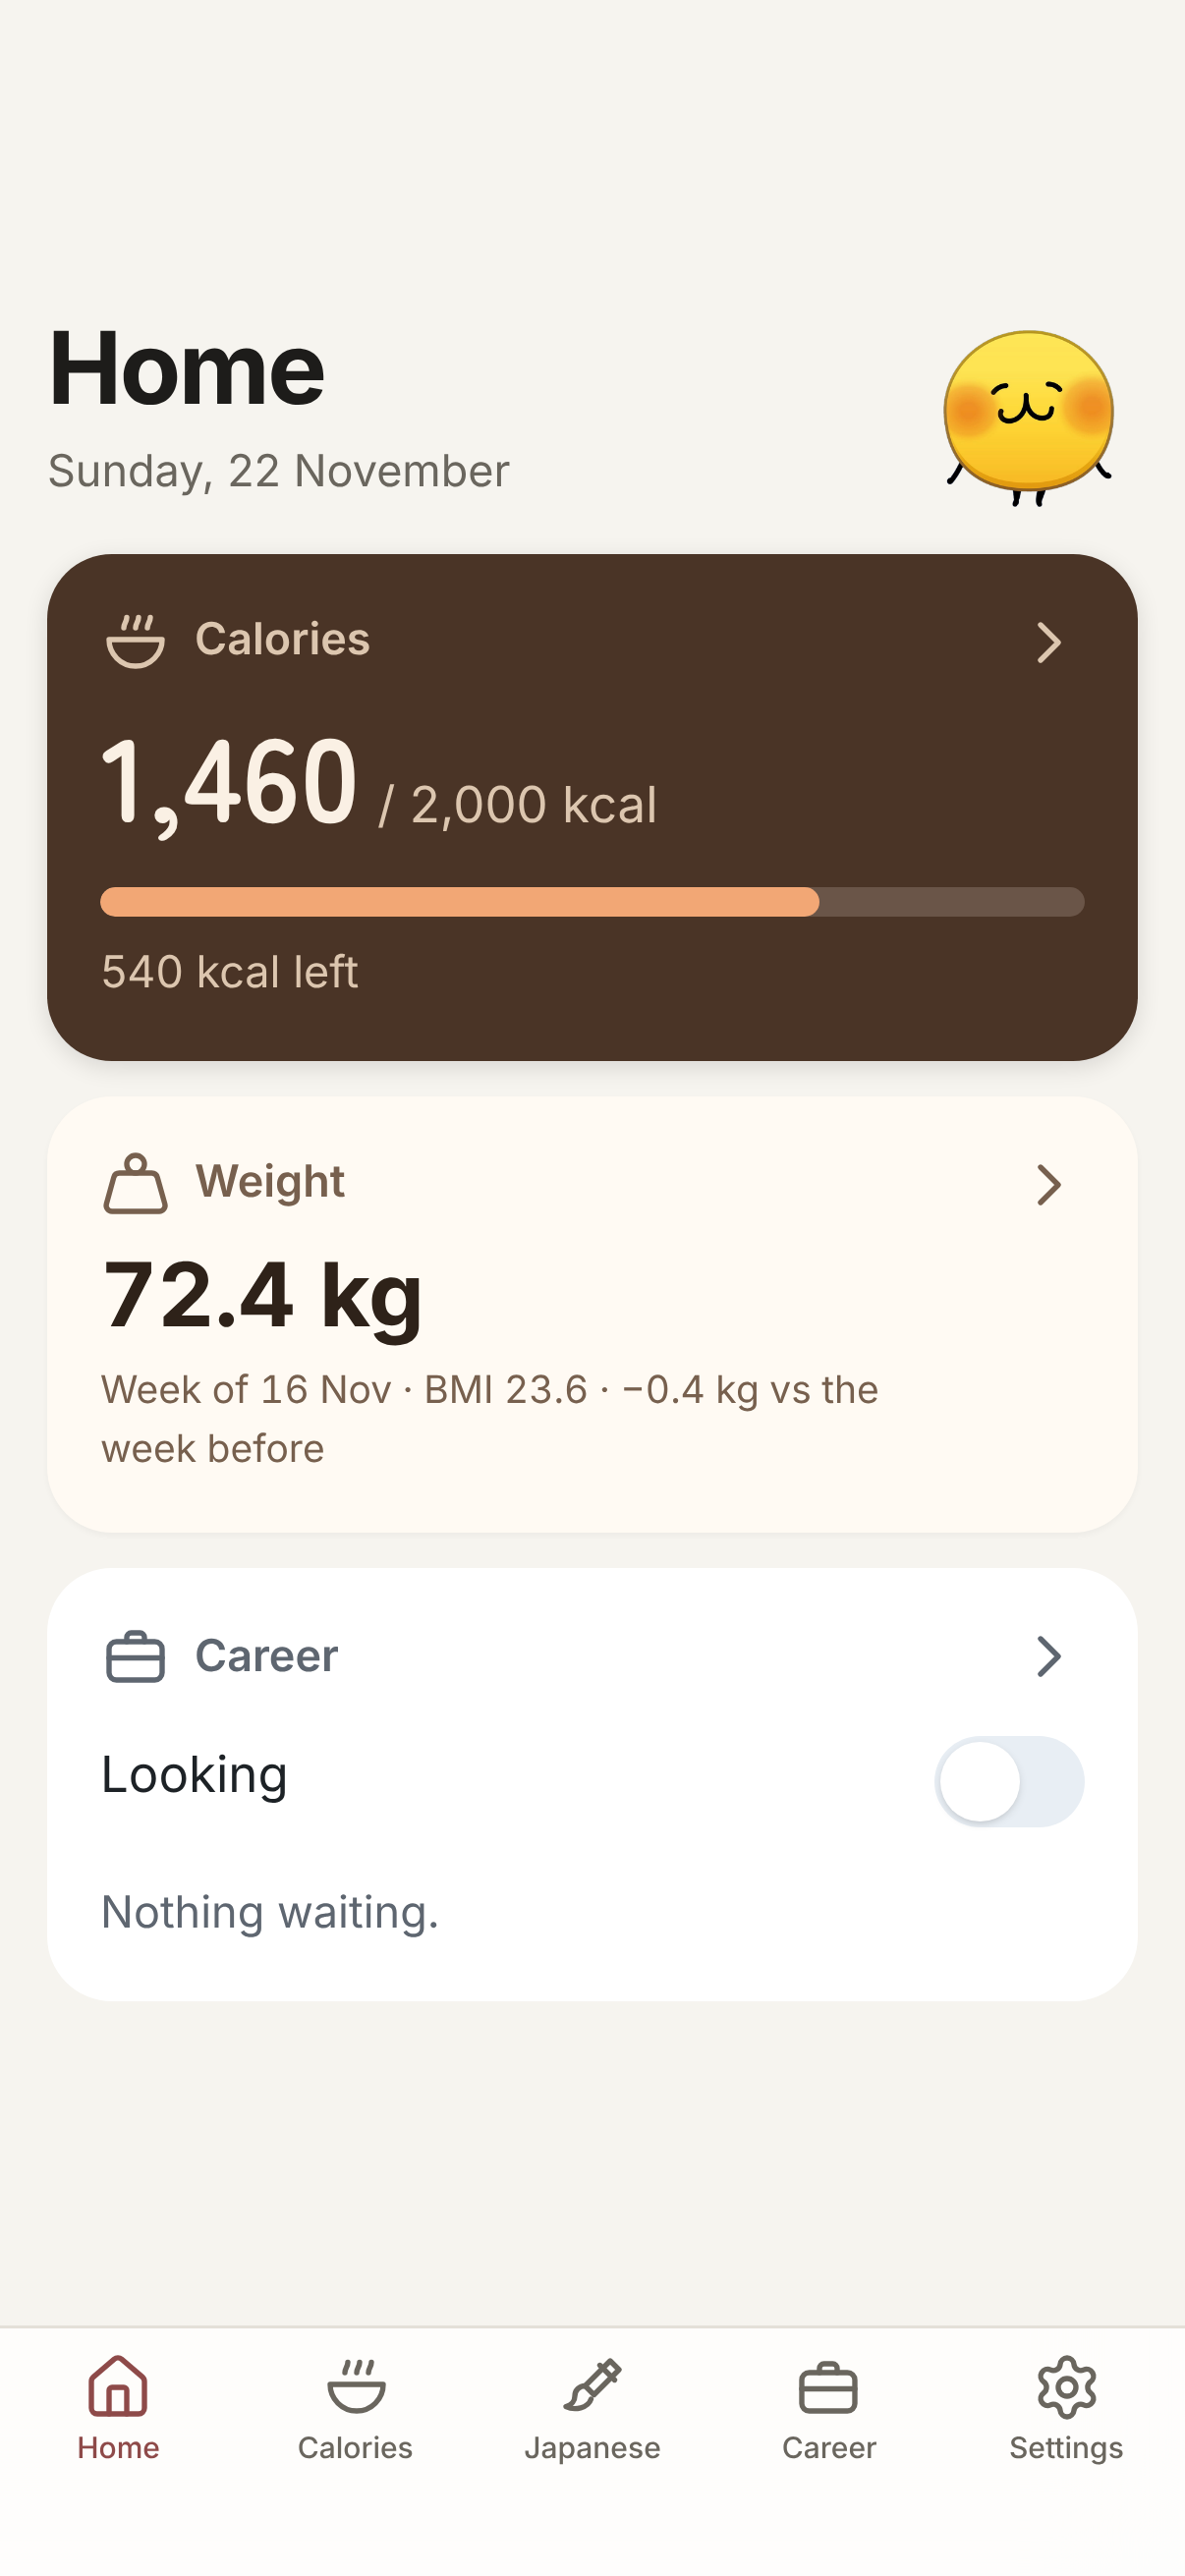 Home
Sunday, 22 November
Calories
1,460 / 2,000 kcal
540 kcal left
Weight
72.4 kg
Week of 16 Nov · BMI 23.6 · −0.4 kg vs the
week before
Career
Looking
Nothing waiting.
Home
Calories
Japanese
Career
Settings